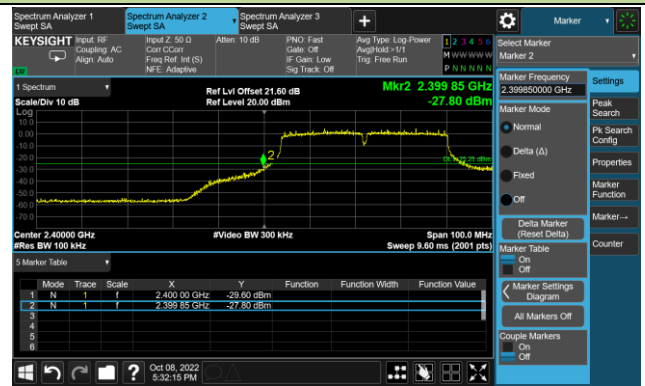 Spectrum Analyzer 1
Swept SA
Spectrum Analyzer 2
Swept SA
Spectrum Analyzer 3
Swept SA
Marker
KEYSIGHT
Input: RF
Coupling: AC
Align: Auto
Input Z: 50 Ω
Corr CCorr
Freq Ref: Int (S)
NFE: Adaptive
Atten: 10 dB
PNO: Fast
Gate: Off
IF Gain: Low
Sig Track: Off
Avg Type: Log-Power
Avg|Hold:>1/1
Trig: Free Run
1 2 3 4 5 6
M W W W W W
P N N N N N
Select Marker
Marker 2
LW
1 Spectrum
Scale/Div 10 dB
Ref Lvl Offset 21.60 dB
Ref Level 20.00 dBm
Mkr2 2.399 85 GHz
-27.80 dBm
Log
10.0
0.00
-10.0
-20.0
-30.0
-40.0
-50.0
-60.0
-70.0
2
Center 2.40000 GHz
#Res BW 100 kHz
#Video BW 300 kHz
Span 100.0 MHz
Sweep 9.60 ms (2001 pts)
5 Marker Table
Mode Trace Scale X Y Function Function Width Function Value
1 N 1 f 2.400 00 GHz -29.60 dBm
2 N 1 f 2.399 85 GHz -27.80 dBm
3
4
5
6
Marker Frequency
2.399850000 GHz
Marker Mode
Normal
Delta (Δ)
Fixed
Off
Delta Marker
(Reset Delta)
Marker Table
On
Off
Marker Settings
Diagram
All Markers Off
Couple Markers
On
Off
Settings
Peak
Search
Pk Search
Config
Properties
Marker
Function
Marker→
Counter
?
Oct 08, 2022
5:32:15 PM